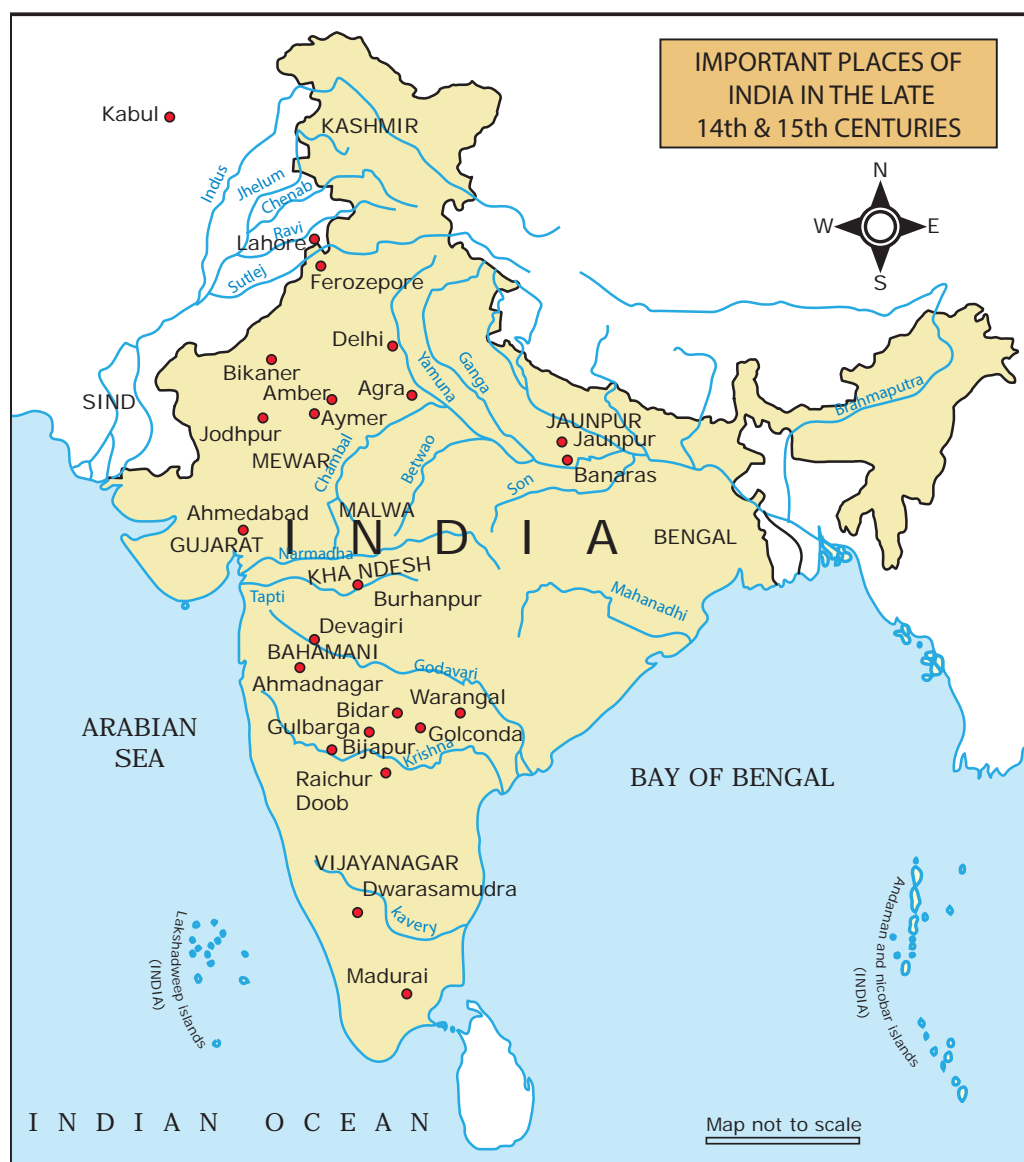 IMPORTANT PLACES OF
INDIA IN THE LATE
14th & 15th CENTURIES
N
W
E
S
Kabul
KASHMIR
Indus
Jhelum
Chenab
Ravi
Lahore
Sutlej
Ferozepore
Delhi
Bikaner
Yamuna
Ganga
Amber
Agra
SIND
Aymer
Jodhpur
Brahmaputra
JAUNPUR
Jaunpur
MEWAR
Chambal
Betwao
Banaras
Son
Ahmedabad
MALWA
GUJARAT
INDIA
BENGAL
Narmadha
KHA NDESH
Tapti
Burhanpur
Mahanadhi
Devagiri
BAHAMANI
Godavari
Ahmadnagar
Warangal
Bidar
Gulbarga
Golconda
Bijapur
Krishna
ARABIAN
SEA
Raichur
Doob
BAY OF BENGAL
VIJAYANAGAR
Dwarasamudra
kavery
Lakshadweep islands
(INDIA)
Andaman and nicobar islands
(INDIA)
Madurai
INDIAN OCEAN
Map not to scale